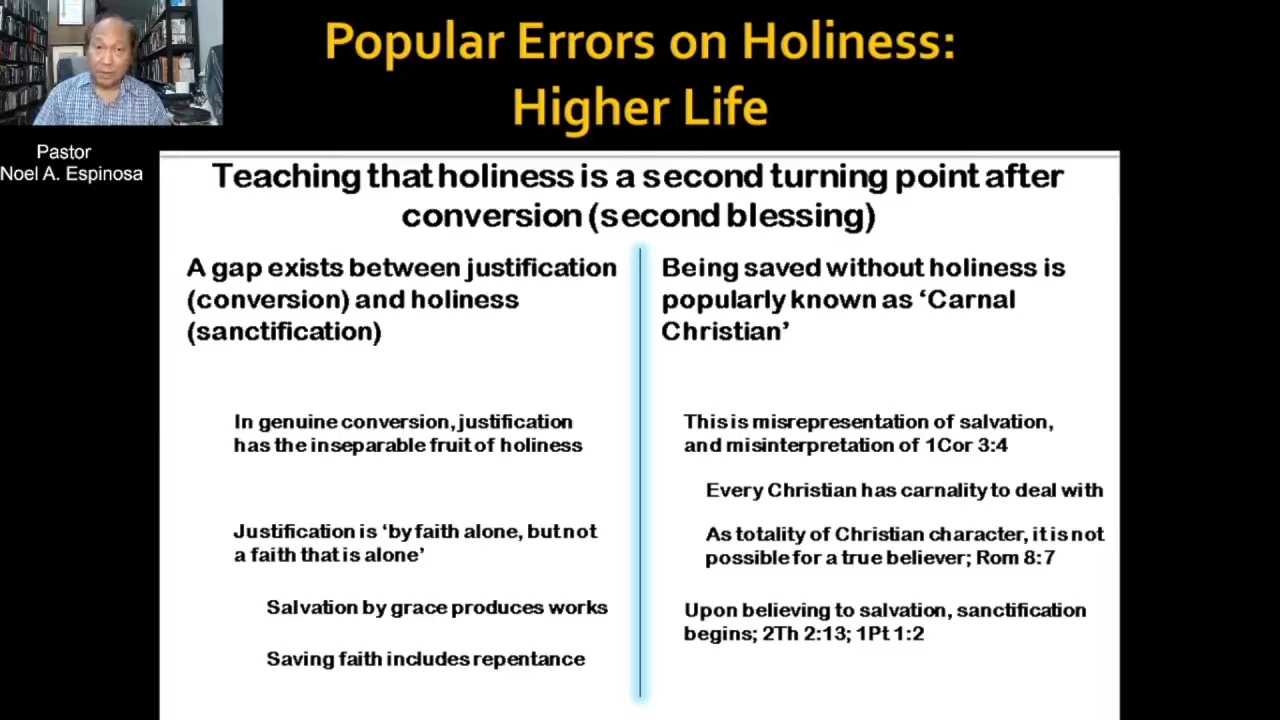 Popular Errors on Holiness:
Higher Life
Pastor
Noel A. Espinosa
Teaching that holiness is a second turning point after
conversion (second blessing)
A gap exists between justification
(conversion) and holiness
(sanctification)
In genuine conversion, justification
has the inseparable fruit of holiness
Justification is ‘by faith alone, but not
a faith that is alone’
Salvation by grace produces works
Saving faith includes repentance
Being saved without holiness is
popularly known as ‘Carnal
Christian’
This is misrepresentation of salvation,
and misinterpretation of 1Cor 3:4
Every Christian has carnality to deal with
As totality of Christian character, it is not
possible for a true believer; Rom 8:7
Upon believing to salvation, sanctification
begins; 2Th 2:13; 1Pt 1:2